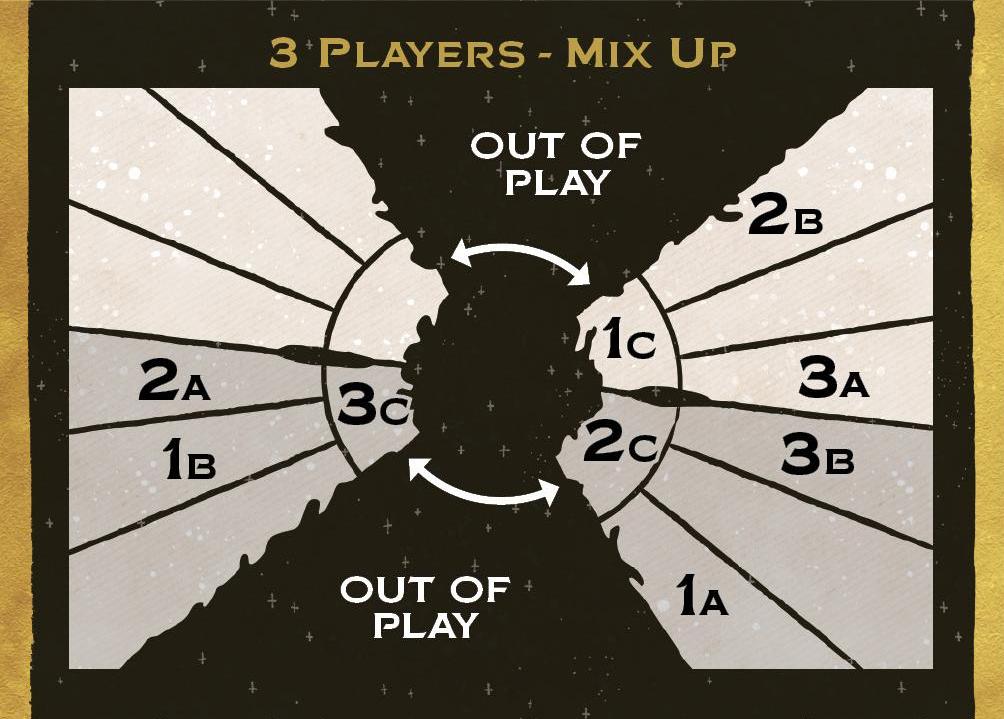 3 PLAYERS - MIX UP
OUT OF
PLAY
2B
1C
2A
3A
3C
2C
1B
3B
OUT OF
PLAY
1A